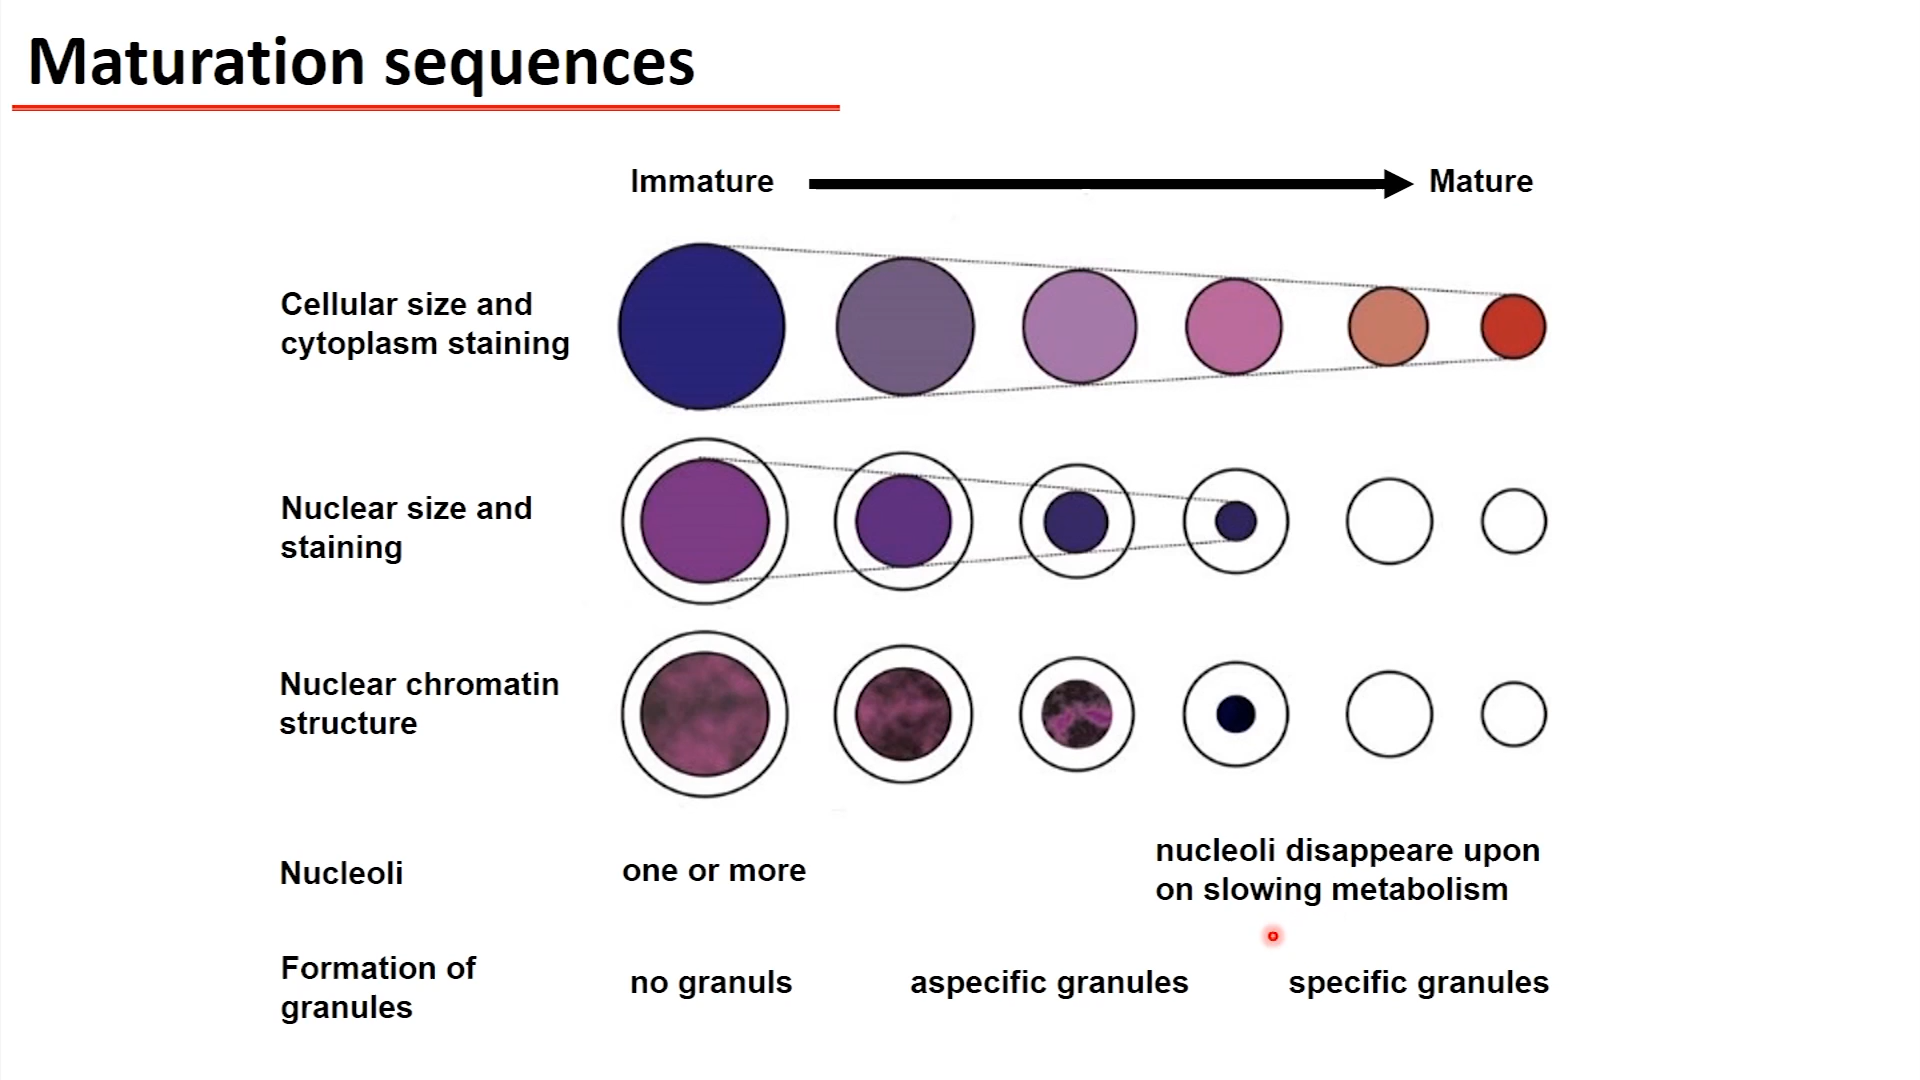 Maturation sequences
Immature
Mature
Cellular size and
cytoplasm staining
Nuclear size and
staining
Nuclear chromatin
structure
Nucleoli
one or more
nucleoli disappeare upon
on slowing metabolism
Formation of
granules
no granuls
aspecific granules
specific granules